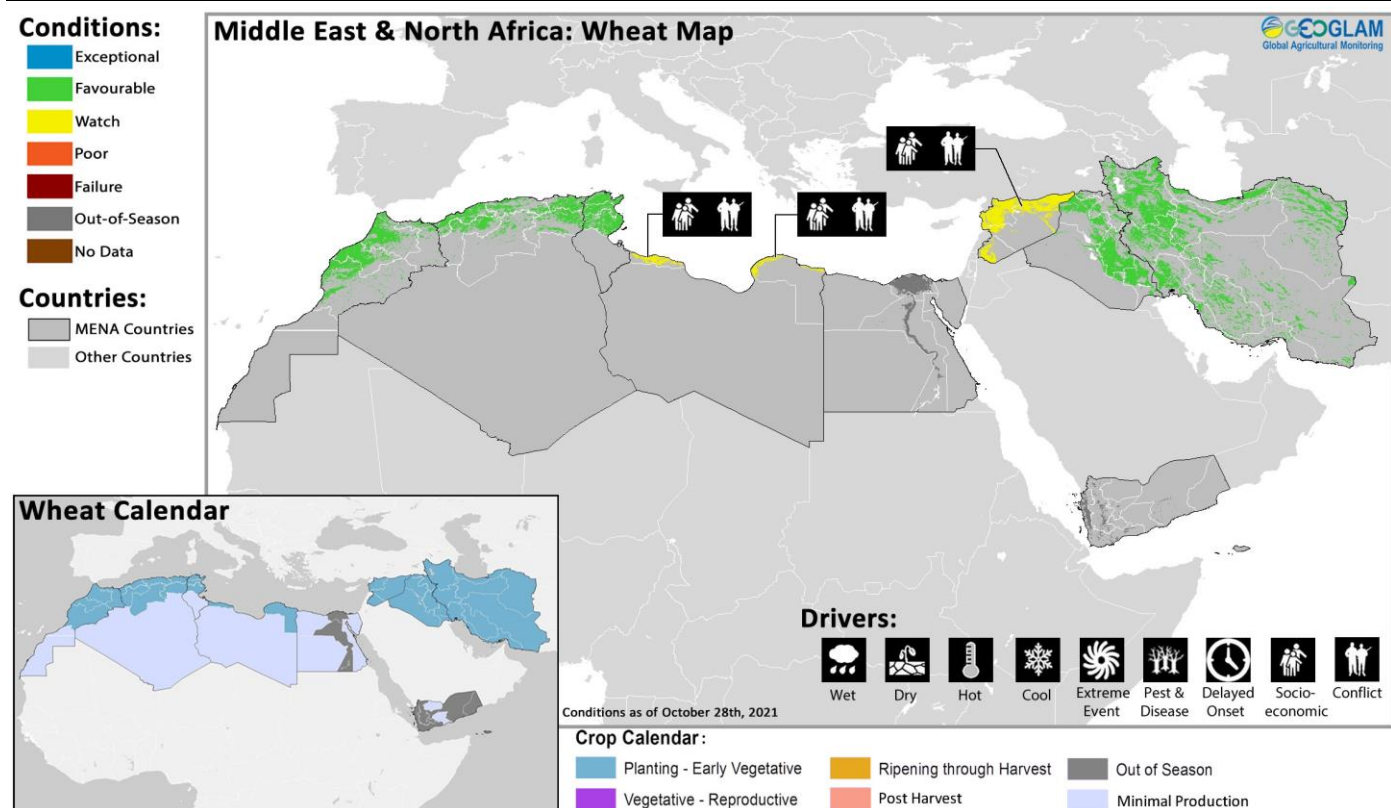 Conditions:
Exceptional
Favourable
Watch
Poor
Failure
Out-of-Season
No Data
Countries:
MENA Countries
Other Countries
Middle East & North Africa: Wheat Map
GEOGLAM
Global Agricultural Monitoring
Wheat Calendar
Drivers:
Wet
Dry
Hot
Cool
Extreme
Event
Pest &
Disease
Delayed
Onset
Socio-
economic
Conflict
Conditions as of October 28th, 2021
Crop Calendar:
Planting - Early Vegetative
Ripening through Harvest
Out of Season
Vegetative - Reproductive
Post Harvest
Minimal Production